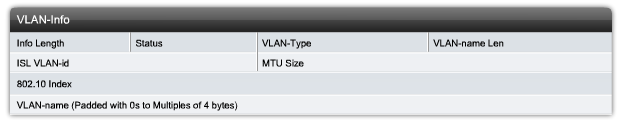 VLAN-Info
Info Length Status VLAN-Type VLAN-name Len
ISL VLAN-id MTU Size
802.10 Index
VLAN-name (Padded with 0s to Multiples of 4 bytes)